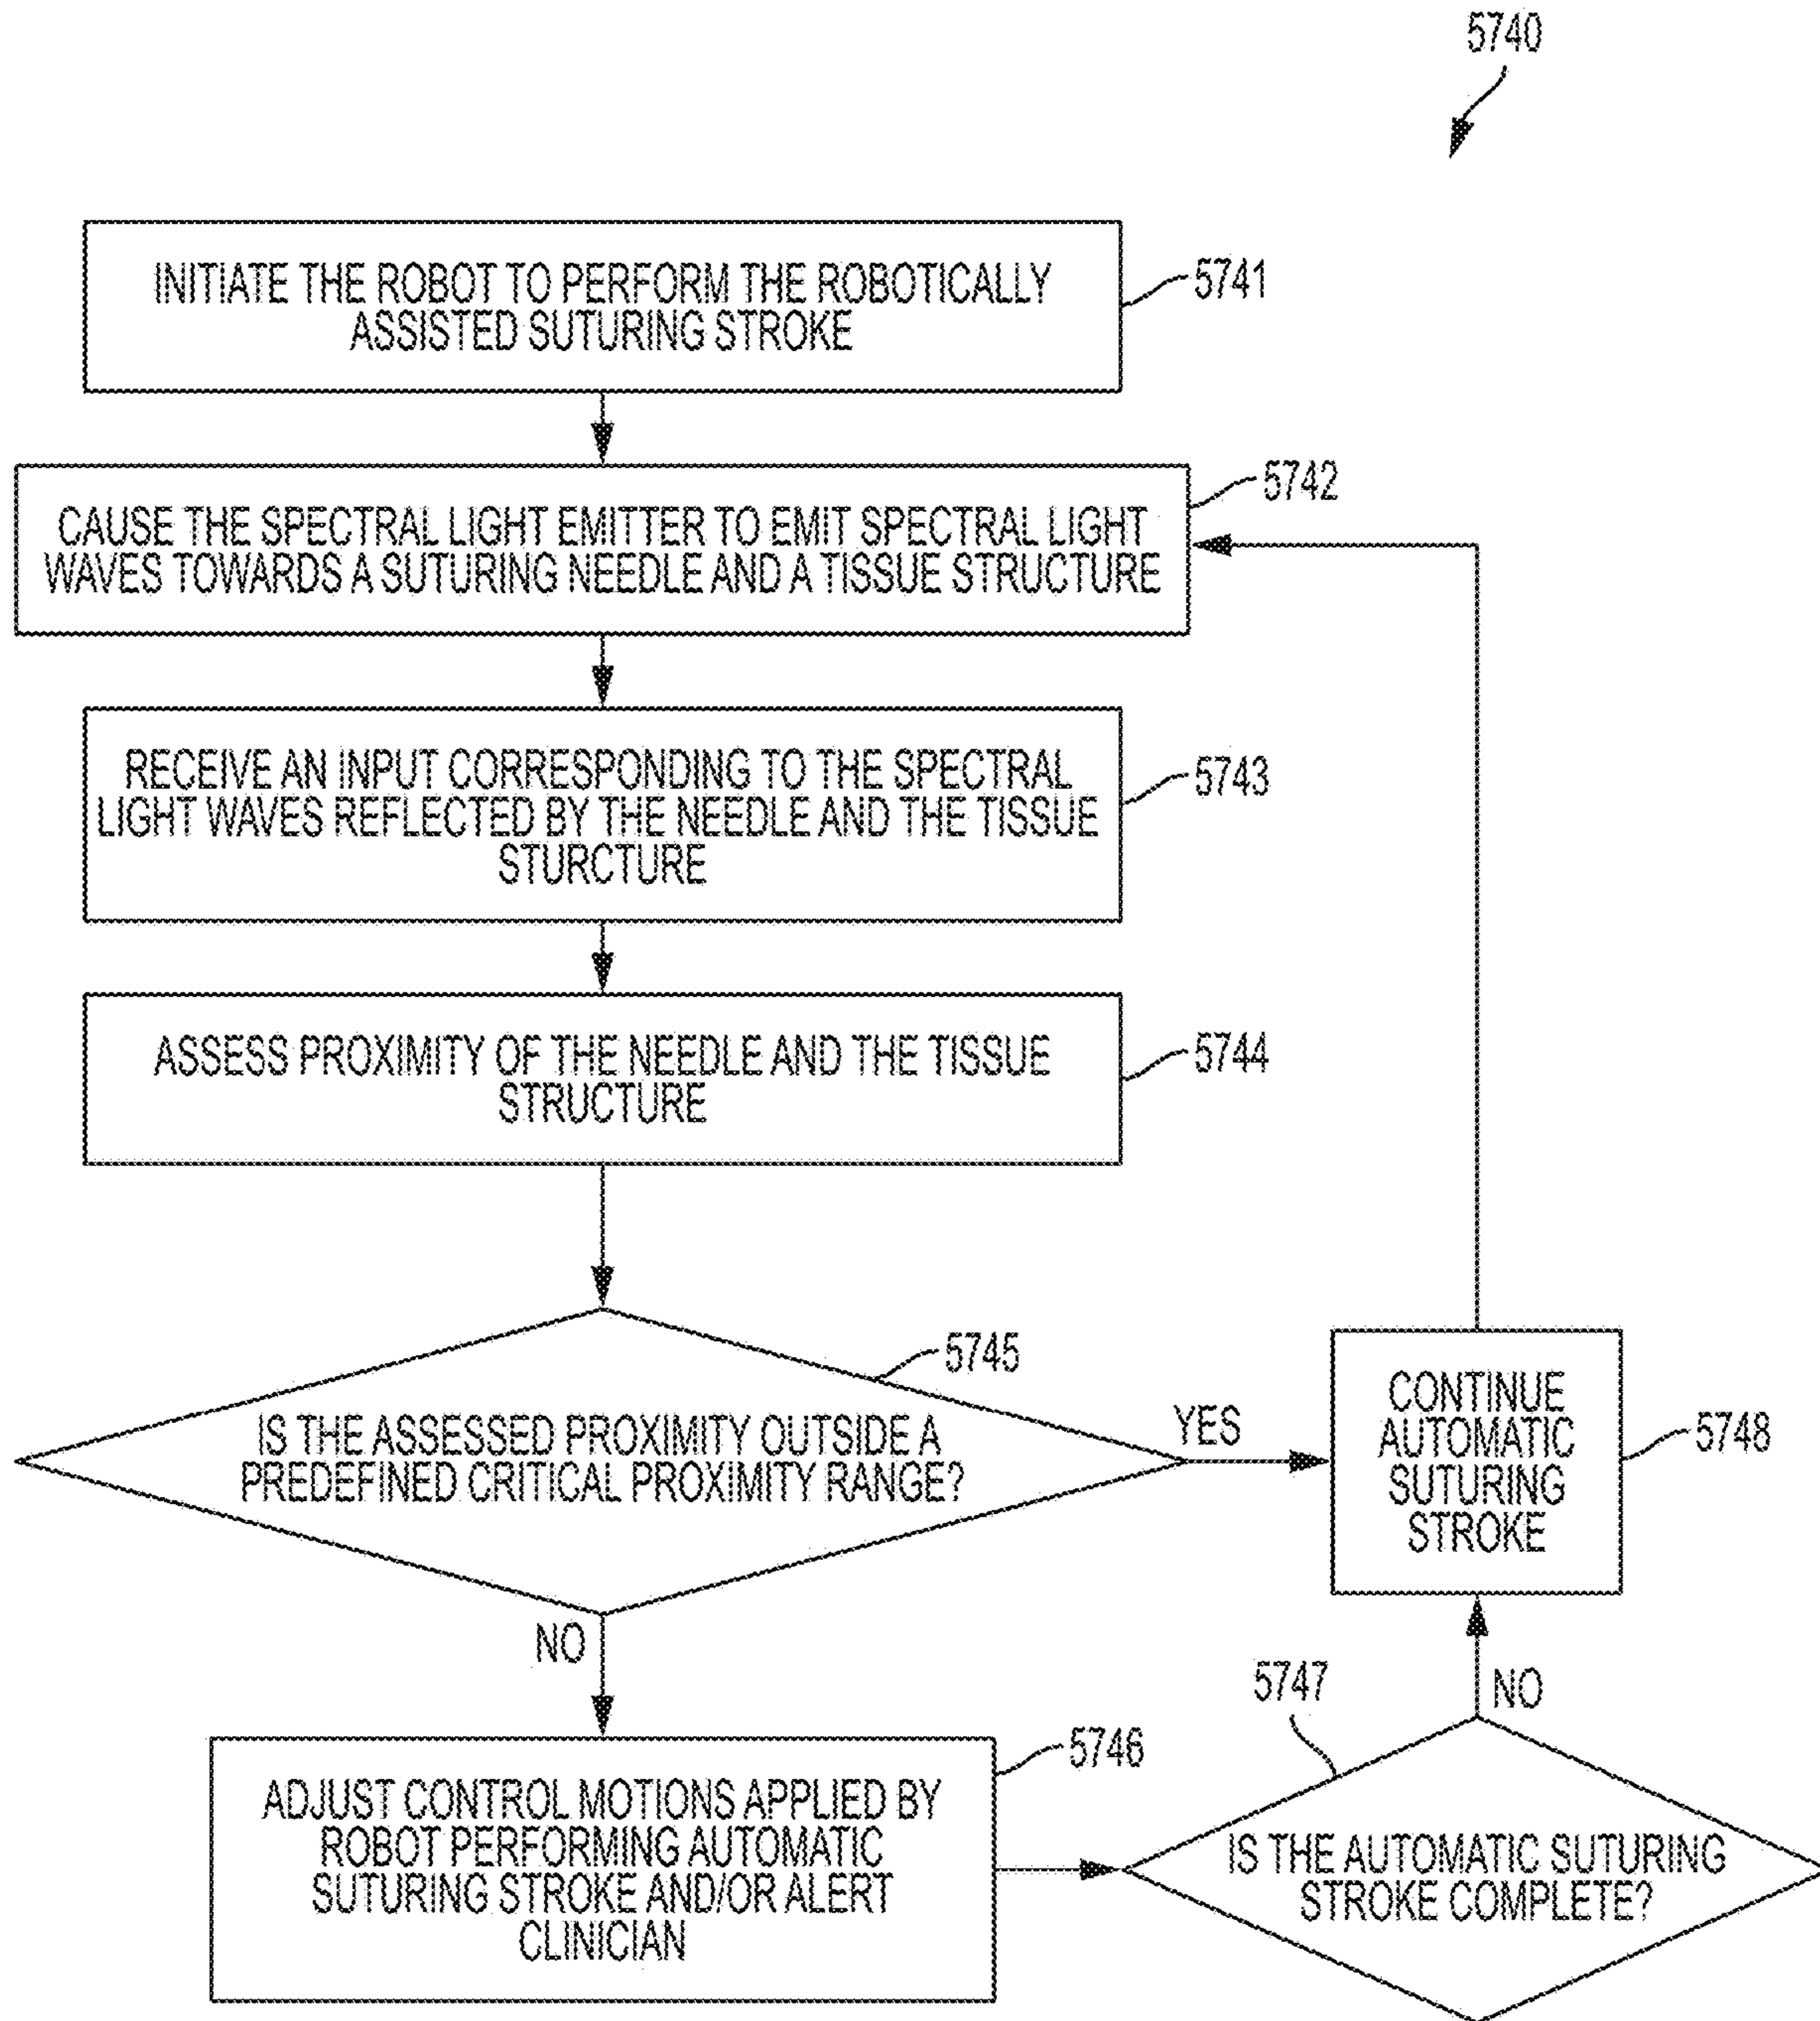 5740
INITIATE THE ROBOT TO PERFORM THE ROBOTICALLY
ASSISTED SUTURING STROKE
5741
5742
CAUSE THE SPECTRAL LIGHT EMITTER TO EMIT SPECTRAL LIGHT
WAVES TOWARDS A SUTURING NEEDLE AND A TISSUE STRUCTURE
RECEIVE AN INPUT CORRESPONDING TO THE SPECTRAL
LIGHT WAVES REFLECTED BY THE NEEDLE AND THE TISSUE
STURCTURE
5743
ASSESS PROXIMITY OF THE NEEDLE AND THE TISSUE
STRUCTURE
5744
5745
IS THE ASSESSED PROXIMITY OUTSIDE A
PREDEFINED CRITICAL PROXIMITY RANGE?
YES
CONTINUE
AUTOMATIC
SUTURING
STROKE
5748
NO
5746
ADJUST CONTROL MOTIONS APPLIED BY
ROBOT PERFORMING AUTOMATIC
SUTURING STROKE AND/OR ALERT
CLINICIAN
5747
NO
IS THE AUTOMATIC SUTURING
STROKE COMPLETE?